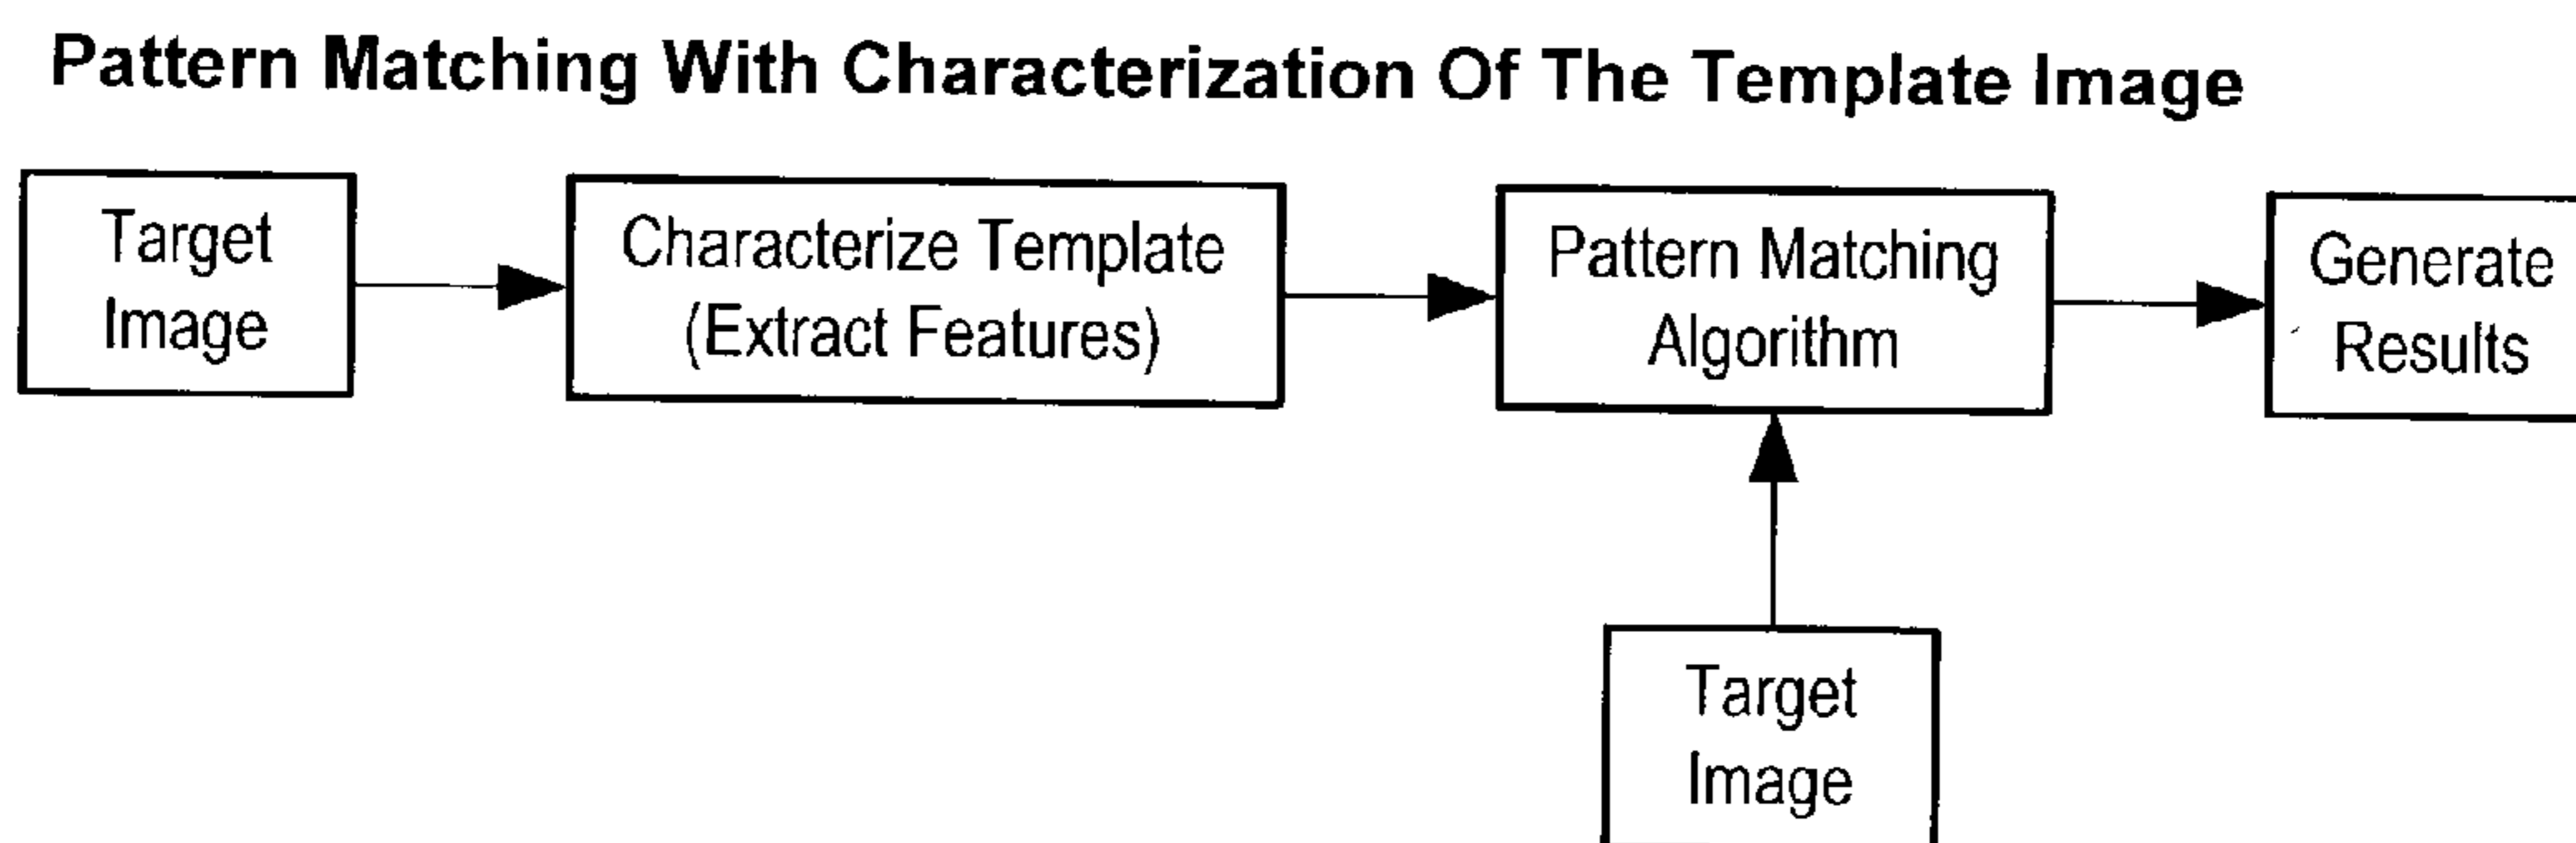 Pattern Matching With Characterization Of The Template Image
Target
Image
Characterize Template
(Extract Features)
Pattern Matching
Algorithm
Generate
Results
Target
Image